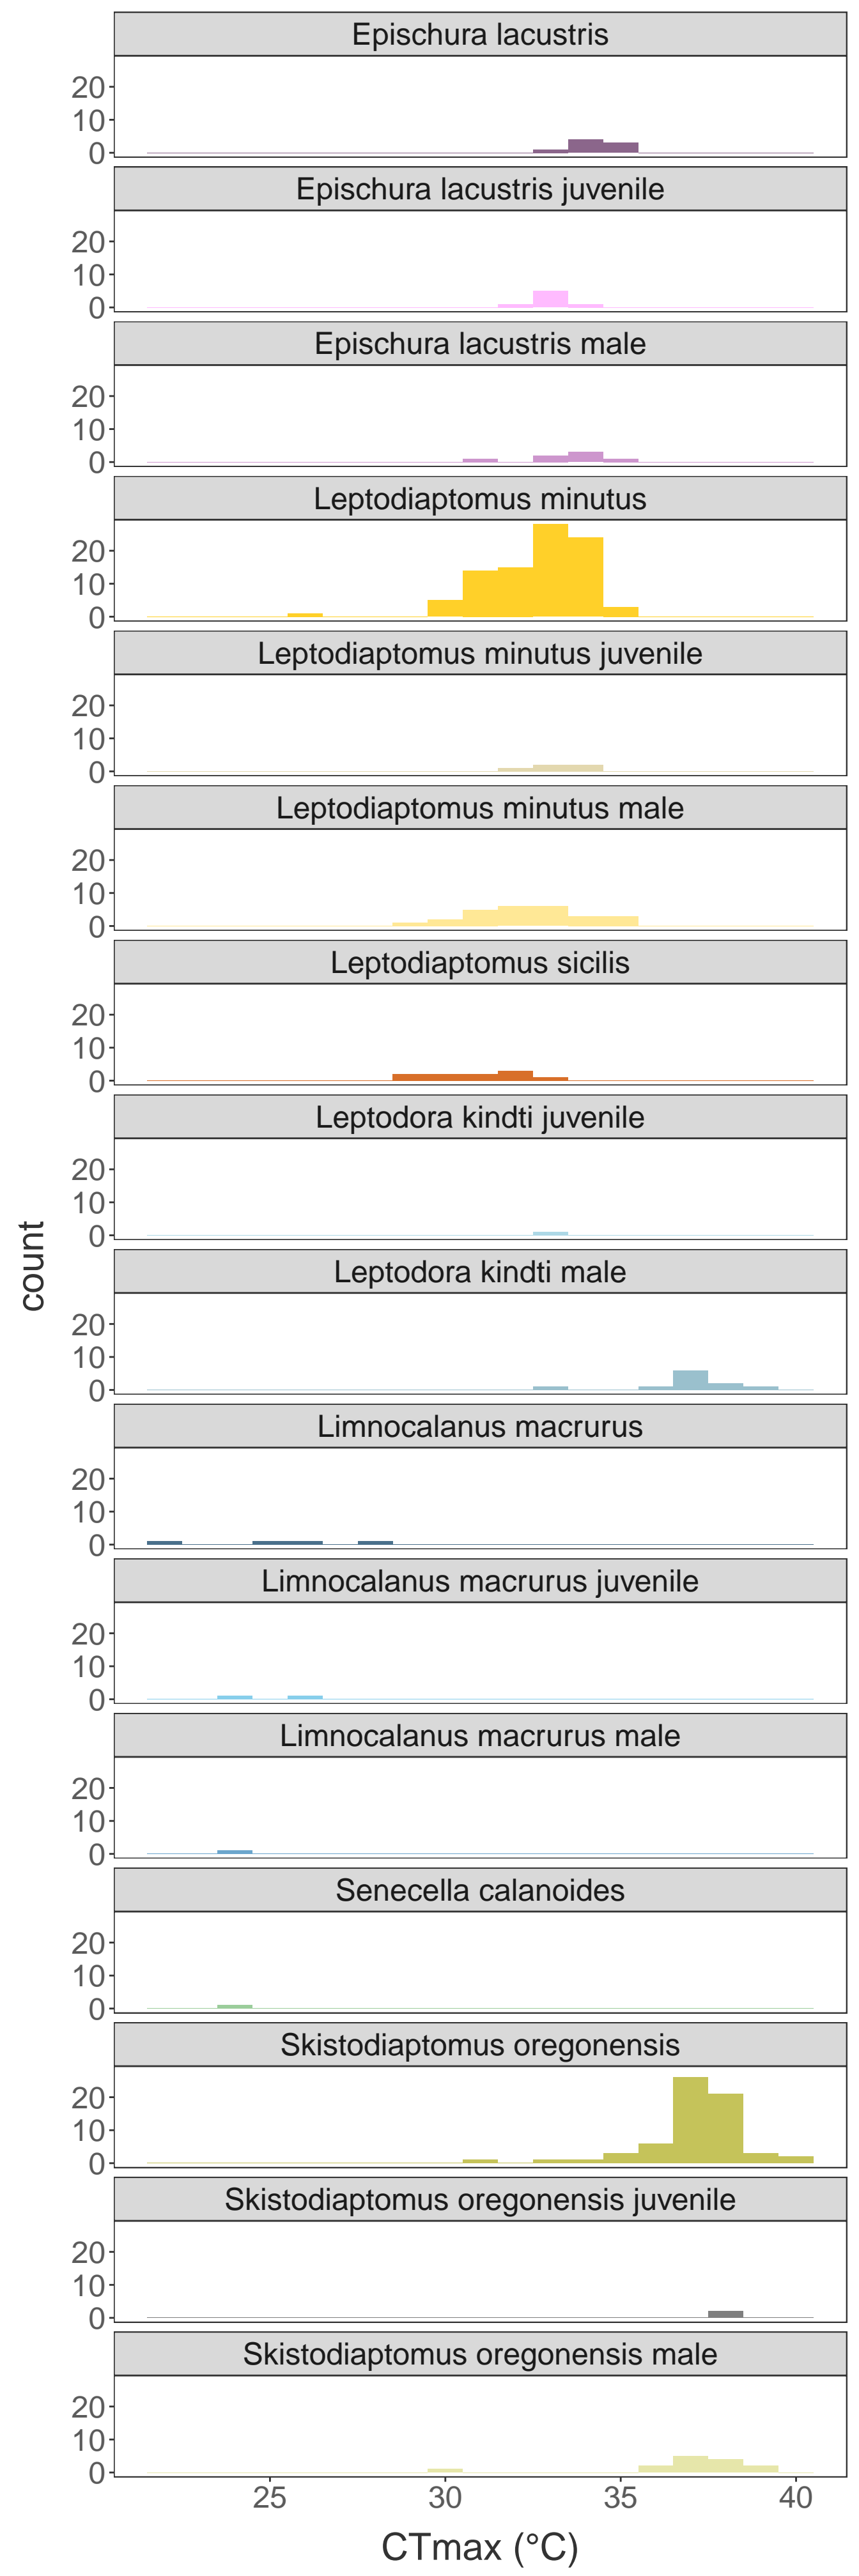 Epischura lacustris
20
10
0
Epischura lacustris juvenile
20
10
0
Epischura lacustris male
20
10
0
Leptodiaptomus minutus
20
10
0
Leptodiaptomus minutus juvenile
20
10
0
Leptodiaptomus minutus male
20
10
0
Leptodiaptomus sicilis
20
10
0
Leptodora kindti juvenile
20
10
0
count
Leptodora kindti male
20
10
0
Limnocalanus macrurus
20
10
0
Limnocalanus macrurus juvenile
20
10
0
Limnocalanus macrurus male
20
10
0
Senecella calanoides
20
10
0
Skistodiaptomus oregonensis
20
10
0
Skistodiaptomus oregonensis juvenile
20
10
0
Skistodiaptomus oregonensis male
20
10
0
25 30 35 40
CTmax (°C)